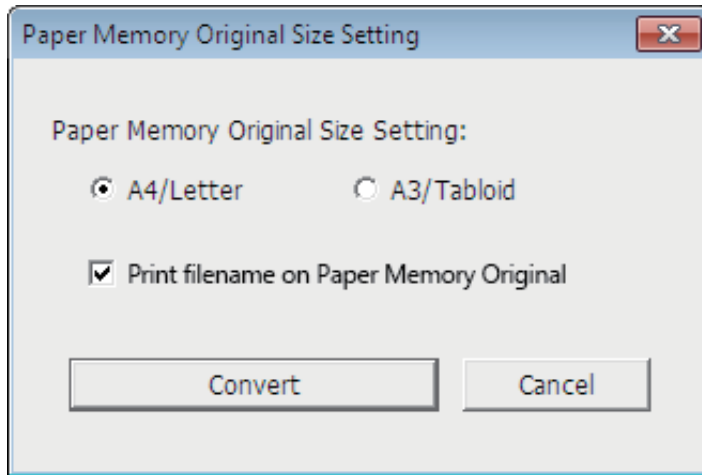 Paper Memory Original Size Setting
Paper Memory Original Size Setting:
A4/Letter A3/Tabloid
Print filename on Paper Memory Original
Convert Cancel